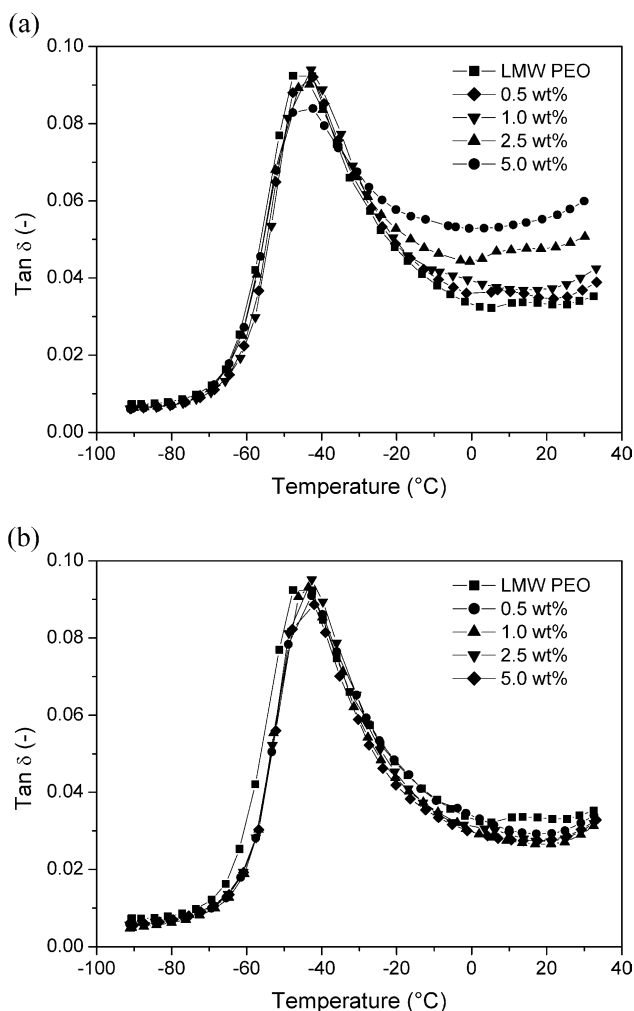 (a)
0.10
0.08
0.06
0.04
0.02
0.00
Tan δ (-)
LMW PEO
0.5 wt%
1.0 wt%
2.5 wt%
5.0 wt%
-100 -80 -60 -40 -20 0 20 40
Temperature (°C)
(b)
0.10
0.08
0.06
0.04
0.02
0.00
Tan δ (-)
LMW PEO
0.5 wt%
1.0 wt%
2.5 wt%
5.0 wt%
-100 -80 -60 -40 -20 0 20 40
Temperature (°C)